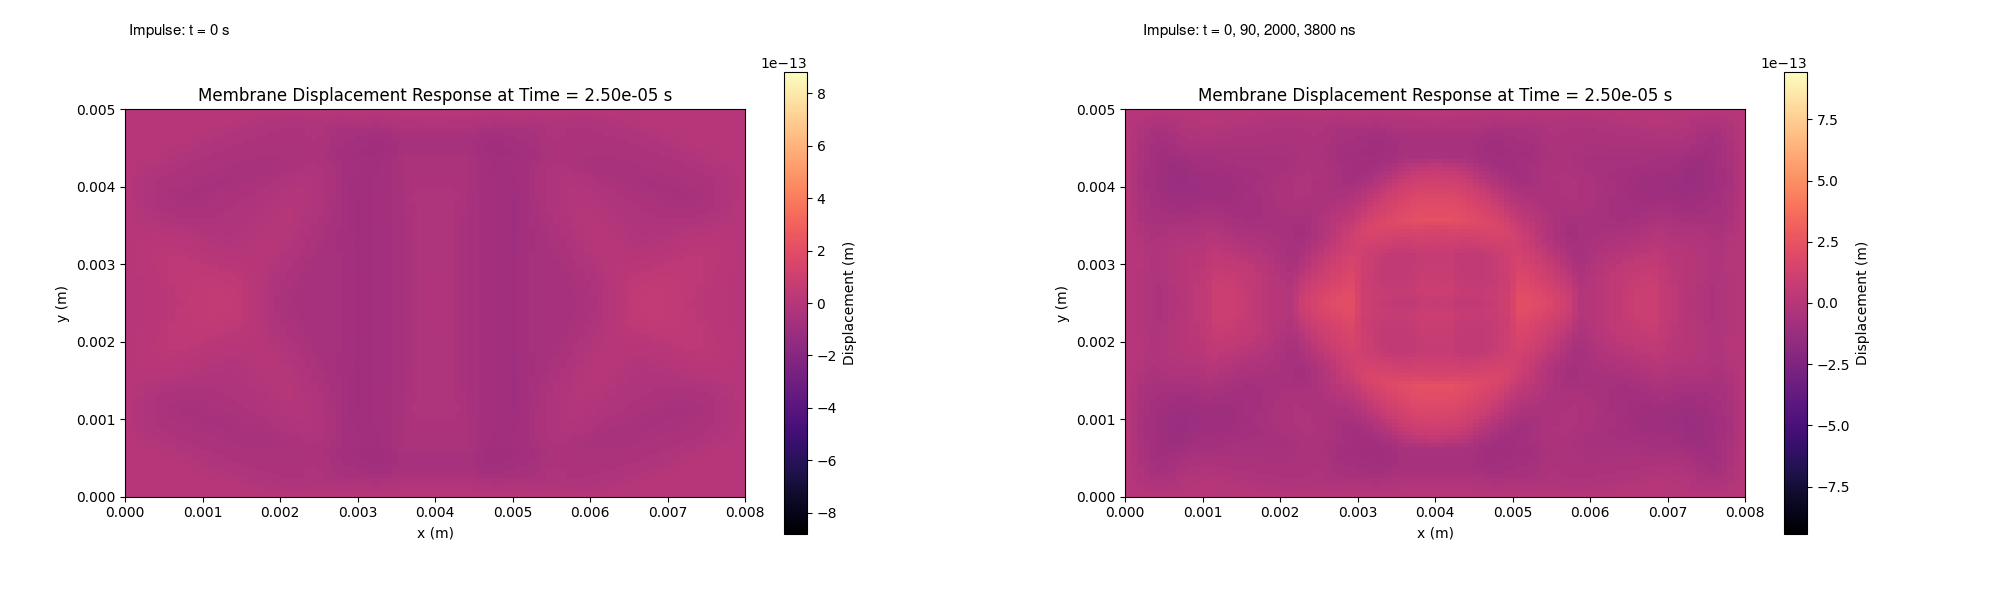 Impulse: t = 0 s
1e−13
Membrane Displacement Response at Time = 2.50e-05 s
0.005
0.004
0.003
0.002
0.001
0.000
y (m)
0.000 0.001 0.002 0.003 0.004 0.005 0.006 0.007 0.008
x (m)
8
6
4
2
0
−2
−4
−6
−8
Displacement (m)
Impulse: t = 0, 90, 2000, 3800 ns
1e−13
Membrane Displacement Response at Time = 2.50e-05 s
0.005
0.004
0.003
0.002
0.001
0.000
y (m)
0.000 0.001 0.002 0.003 0.004 0.005 0.006 0.007 0.008
x (m)
7.5
5.0
2.5
0.0
−2.5
−5.0
−7.5
Displacement (m)